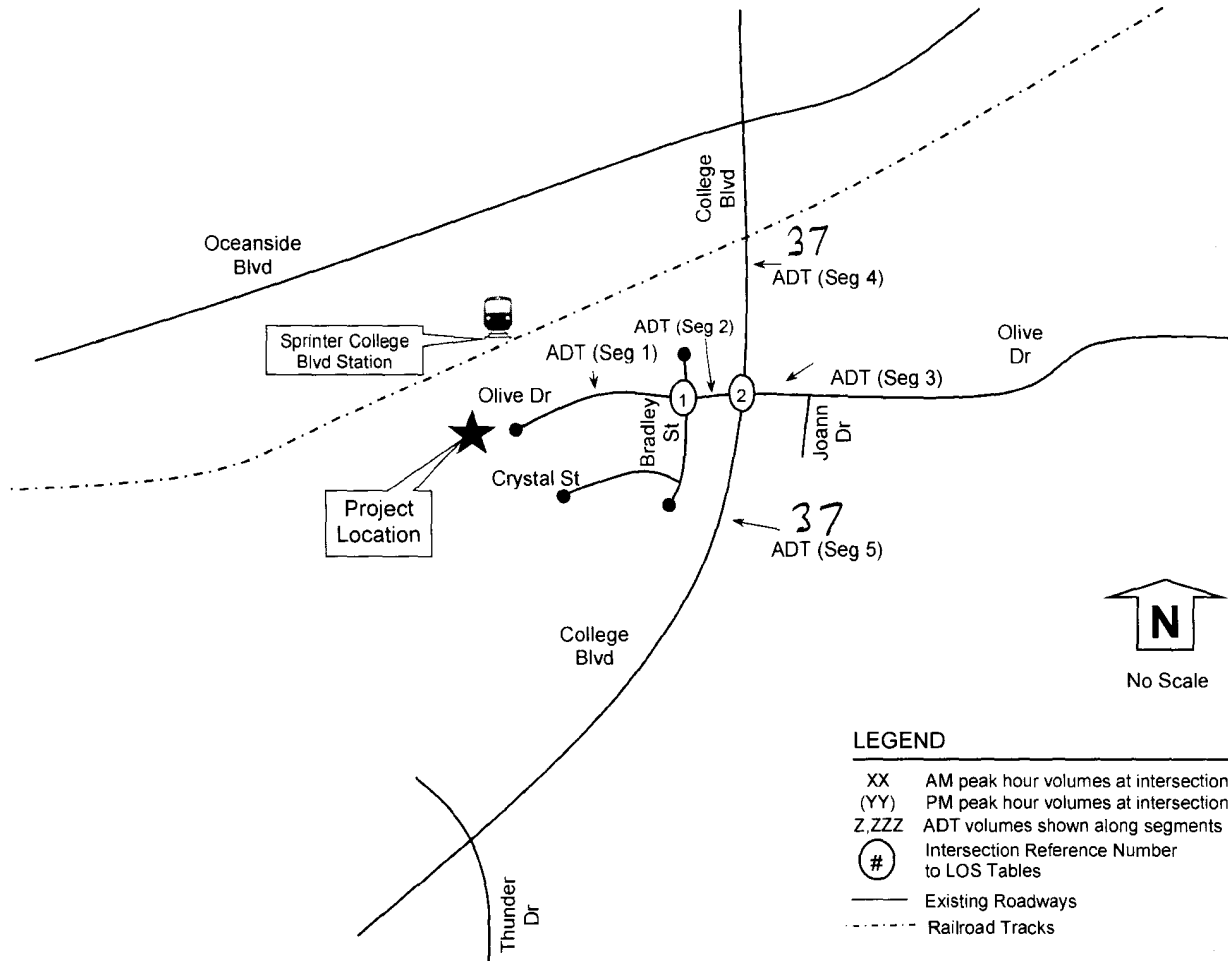 College
Blvd
Oceanside
Blvd
37
ADT (Seg 4)
Sprinter College
Blvd Station
ADT (Seg 2)
ADT (Seg 1)
Olive
Dr
ADT (Seg 3)
Olive Dr
1
2
Bradley
St
Joann
Dr
Crystal St
Project
Location
37
ADT (Seg 5)
College
Blvd
N
No Scale
Thunder
Dr
LEGEND
XX AM peak hour volumes at intersection
(YY) PM peak hour volumes at intersection
Z,ZZZ ADT volumes shown along segments
# Intersection Reference Number
to LOS Tables
Existing Roadways
Railroad Tracks